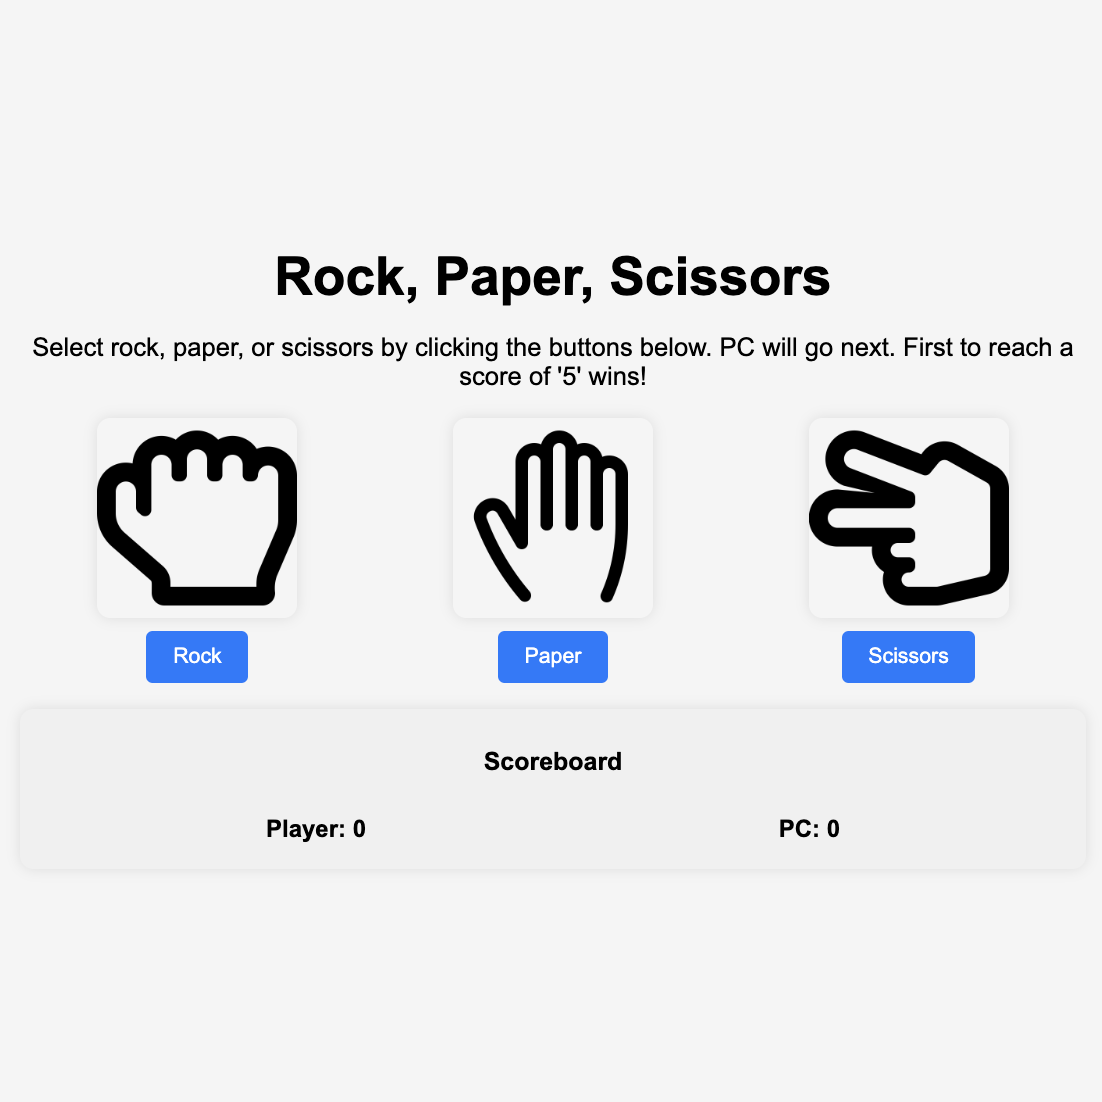 Rock, Paper, Scissors
Select rock, paper, or scissors by clicking the buttons below. PC will go next. First to reach a
score of '5' wins!
Rock
Paper
Scissors
Scoreboard
Player: 0
PC: 0